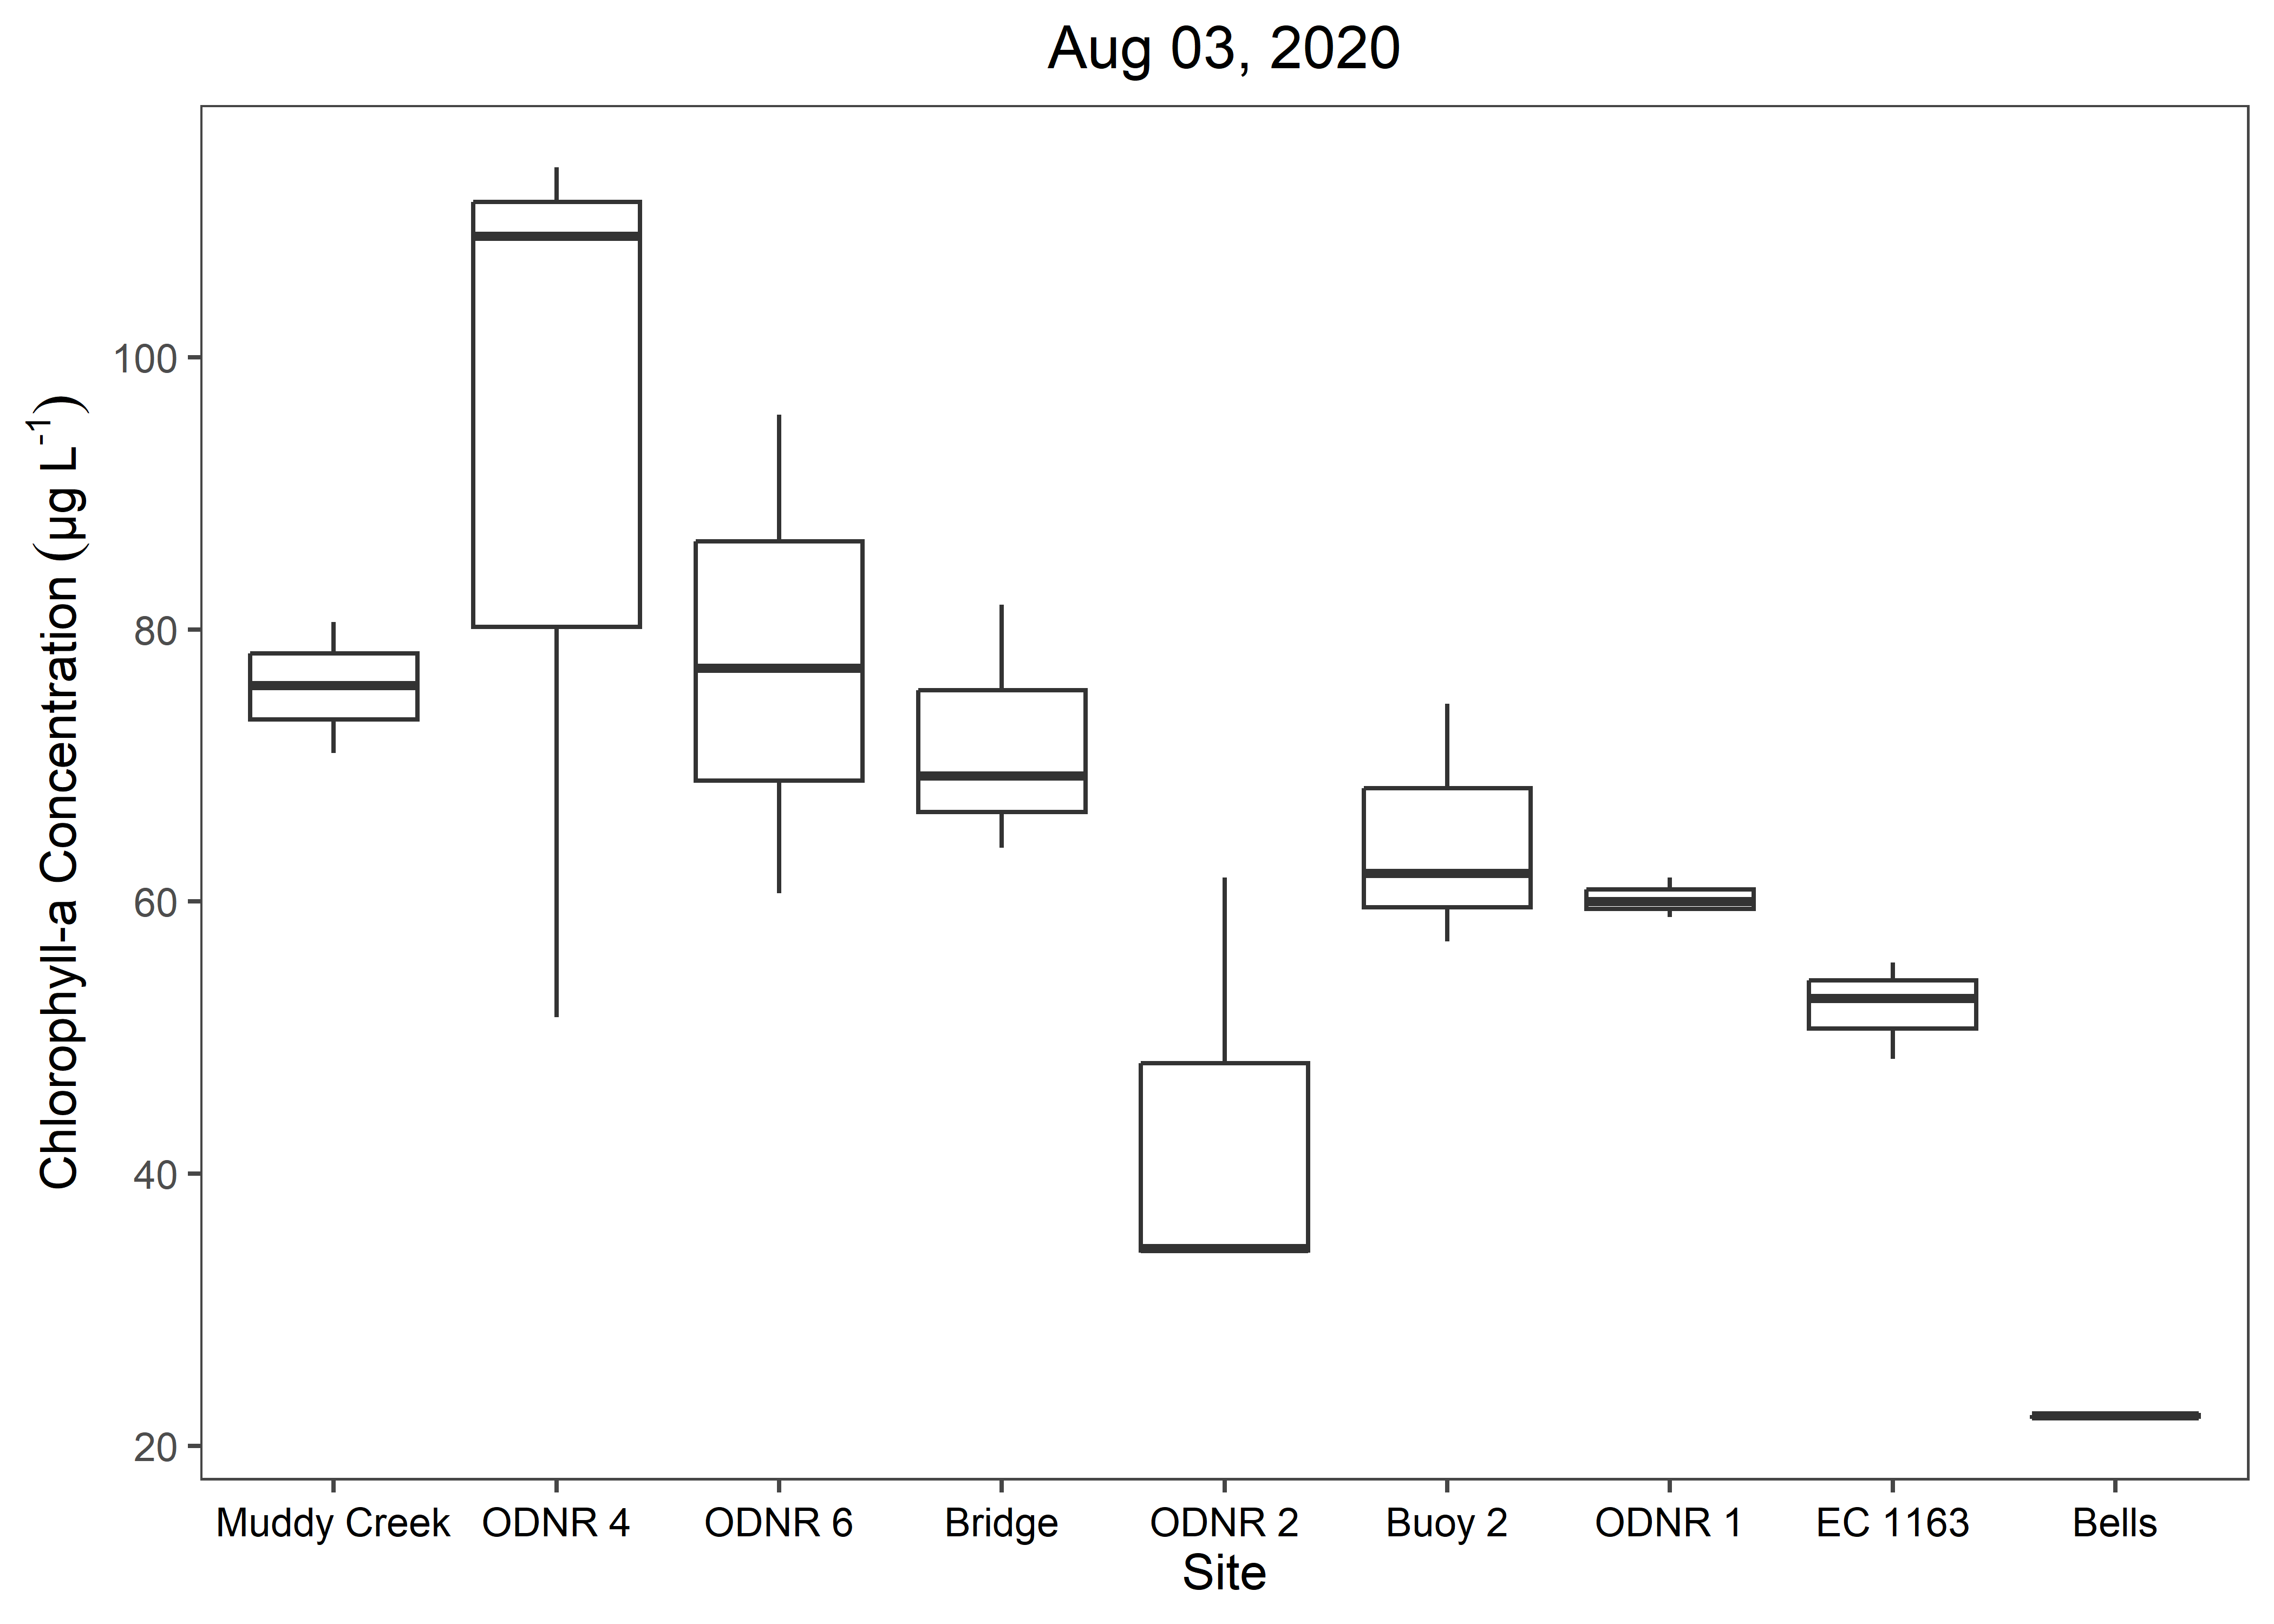 Aug 03, 2020
Chlorophyll-a Concentration (µg L⁻¹)
100
80
60
40
20
Muddy Creek ODNR 4 ODNR 6 Bridge ODNR 2 Buoy 2 ODNR 1 EC 1163 Bells
Site